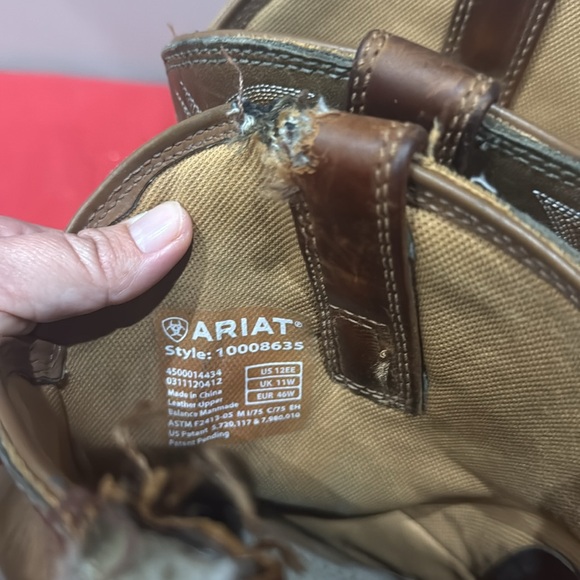 ARIAT®
Style: 10008635
4500014434
0311120412
Made in China
Leather Upper
Balance Manmade
ASTM F2412-05 M I/75 C/75 EH
US Patent 5,720,117 & 7,980,010
Patent Pending
US 12EE
UK 11W
EUR 46W